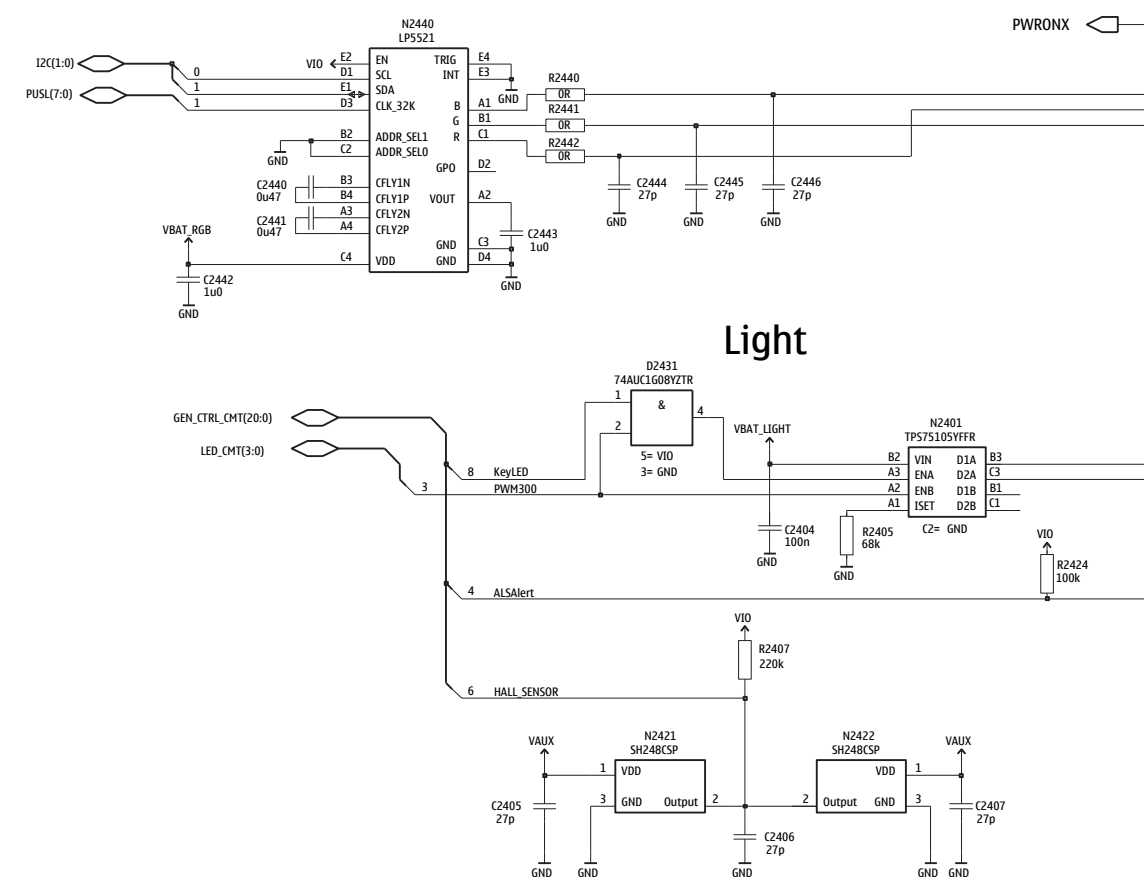 PWRONX
N2440
LP5521
I2C(1:0)
PUSL(7:0)
0
1
1
VIO
E2
D1
E1
D3
B2
C2
B3
B4
A3
A4
C4
EN
SCL
SDA
CLK_32K
ADDR_SEL1
ADDR_SEL0
CFLY1N
CFLY1P
CFLY2N
CFLY2P
VDD
TRIG
INT
B
G
R
GPO
VOUT
GND
GND
E4
E3
A1
B1
C1
D2
A2
C3
D4
GND
R2440
0R
R2441
0R
R2442
0R
GND
C2440
0u47
C2441
0u47
VBAT_RGB
C2442
1u0
GND
C2443
1u0
GND
C2444
27p
GND
C2445
27p
GND
C2446
27p
GND
Light
D2431
74AUC1G08YZTR
1
2
&
4
5= VIO
3= GND
GEN_CTRL_CMT(20:0)
LED_CMT(3:0)
8 KeyLED
3 PWM300
VBAT_LIGHT
C2404
100n
GND
N2401
TPS75105YFFR
B2 VIN D1A B3
A3 ENA D2A C3
A2 ENB D1B B1
A1 ISET D2B C1
C2= GND
R2405
68k
GND
VIO
R2424
100k
4 ALSAlert
VIO
R2407
220k
6 HALL_SENSOR
VAUX
N2421
SH248CSP
1 VDD
3 GND Output 2
C2405
27p
GND
GND
C2406
27p
GND
N2422
SH248CSP
VDD 1
2 Output GND 3
VAUX
C2407
27p
GND
GND